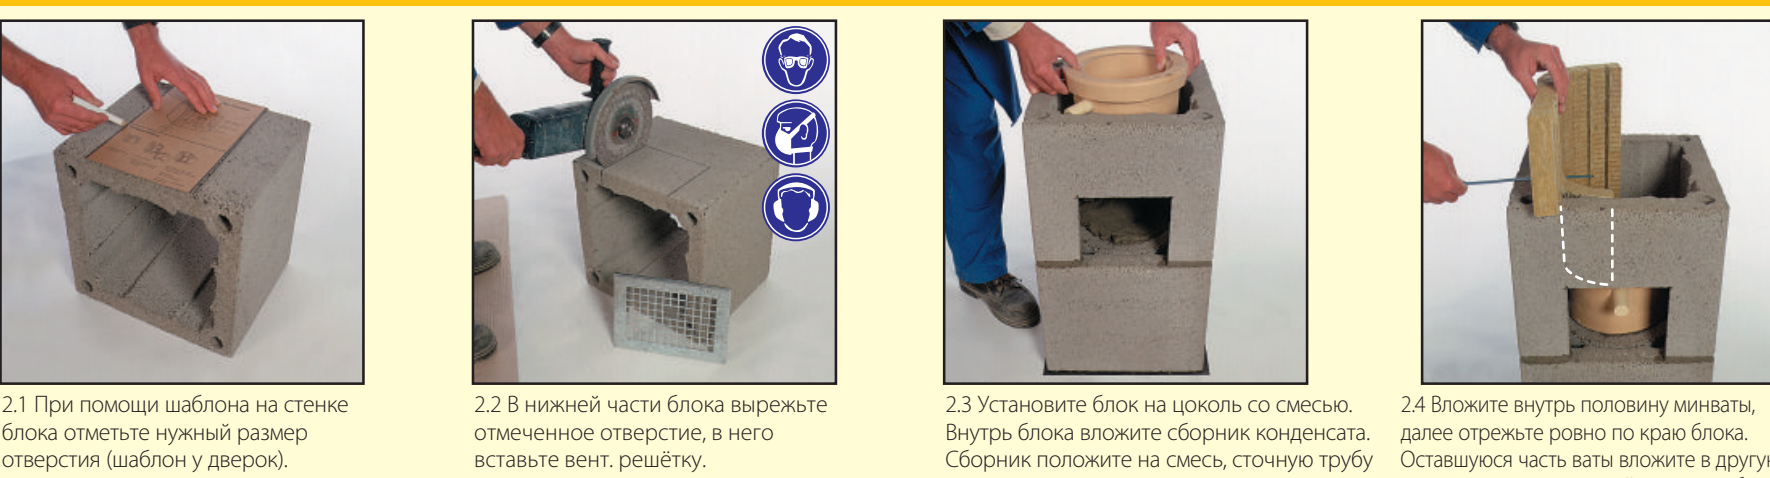 2.1 При помощи шаблона на стенке
блока отметьте нужный размер
отверстия (шаблон у дверок).
2.2 В нижней части блока вырежьте
отмеченное отверстие, в него
вставьте вент. решётку.
2.3 Установите блок на цоколь со смесью.
Внутрь блока вложите сборник конденсата.
Сборник положите на смесь, сточную трубу
2.4 Вложите внутрь половину минваты,
далее отрежьте ровно по краю блока.
Оставшуюся часть ваты вложите в